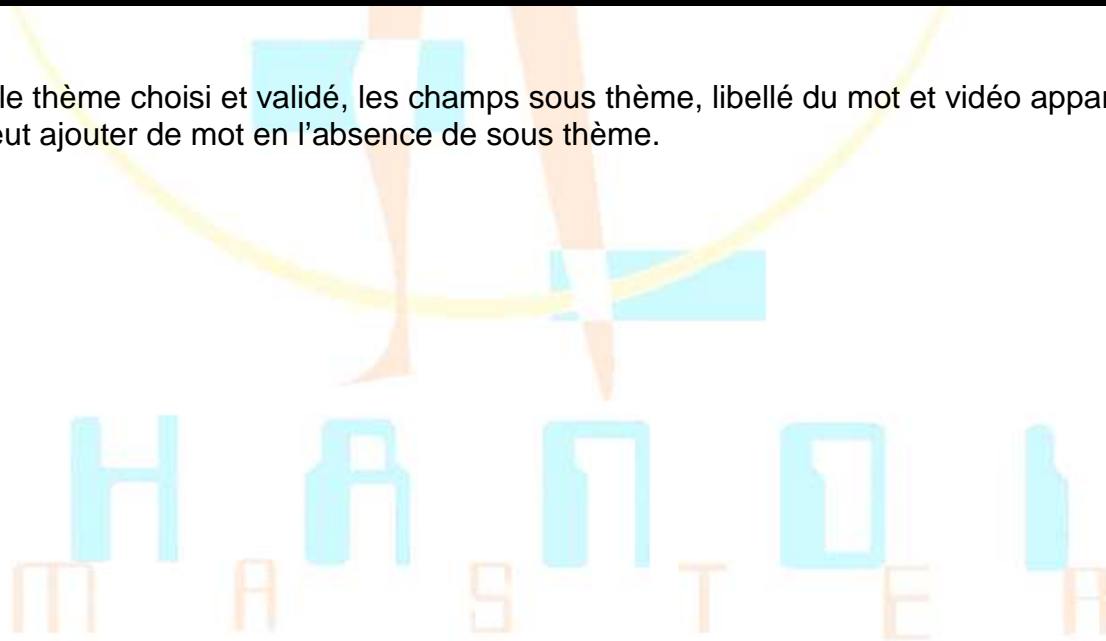 le thème choisi et validé, les champs sous thème, libellé du mot et vidéo appar
eut ajouter de mot en l’absence de sous thème.
HANDI
MASTER